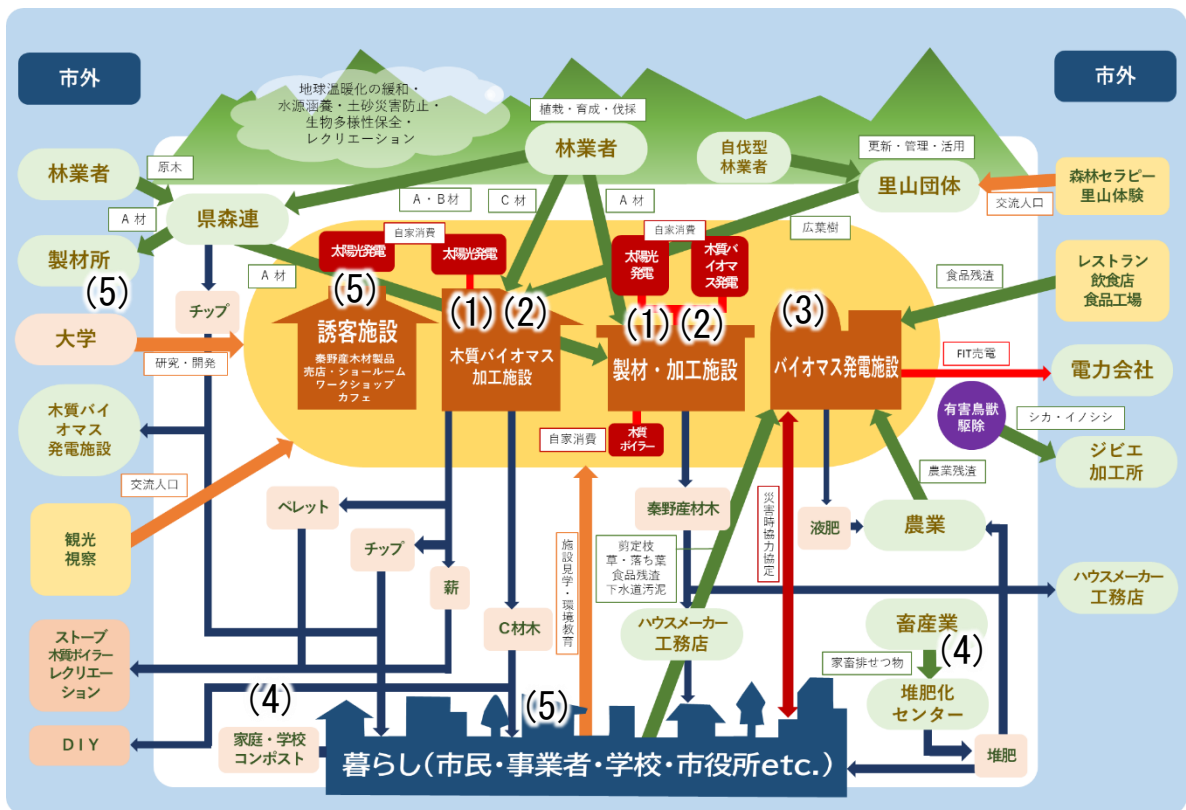 市外
市外
地球温暖化の緩和・
水源涵養・土砂災害防止・
生物多様性保全・
レクリエーション
植栽・育成・伐採
林業者
自伐型
林業者
更新・管理・活用
里山団体
林業者
原木
県森連
A 材
製材所
(5)
A・B材
C 材
A 材
広葉樹
交流人口
森林セラピー
里山体験
レストラン
飲食店
食品工場
食品残渣
チップ
A 材
太陽光発電
自家消費
太陽光発電
自家消費
太陽光
発電
木質バ
イオマ
ス発電
大学
研究・開発
(5)
誘客施設
秦野産木材製品
売店・ショールーム
ワークショップ
カフェ
(1)
(2)
木質バイオマス
加工施設
(1)
(2)
製材・加工施設
(3)
バイオマス発電施設
FIT売電
電力会社
木質バイ
オマス
発電施設
自家消費
木質
ボイラー
有害鳥獣
駆除
シカ・イノシシ
ジビエ
加工所
交流人口
観光
視察
ペレット
チップ
薪
C材木
施設見学・環境教育
秦野産材木
剪定枝
草・落ち葉
食品残渣
下水道汚泥
災害時協力協定
液肥
農業残渣
農業
ハウスメーカー
工務店
ハウスメーカー
工務店
ストーブ
木質ボイラー
レクリエー
ション
DIY
(4)
家庭・学校
コンポスト
(5)
畜産業
(4)
家畜排せつ物
堆肥化
センター
堆肥
暮らし(市民・事業者・学校・市役所etc.)